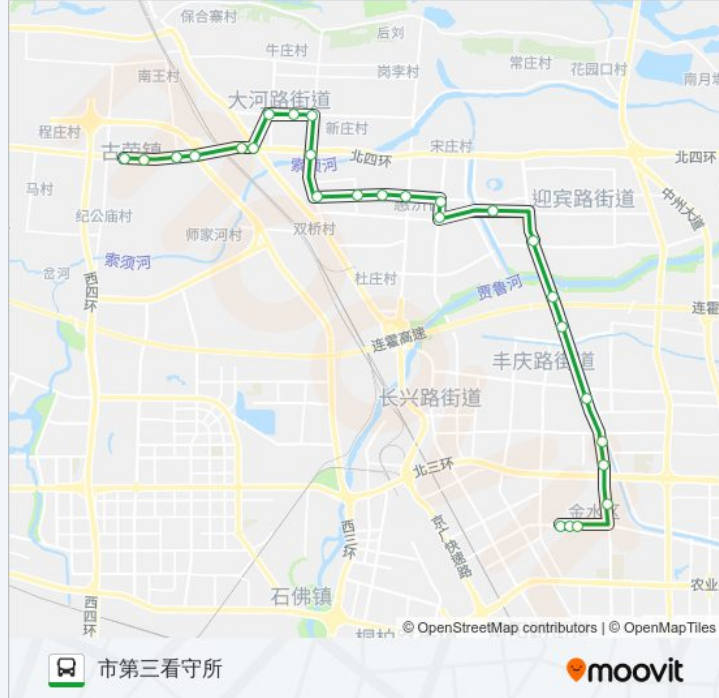 保合寨村
后刘
牛庄村
常庄村
花园口村
岗李村
南王村
南月堤
大河路街道
新庄村
程庄村
宋庄村
古荥镇
索须河
北四环
北四环
马村
迎宾路街道
中州大道
惠济区
纪公庙村
师家河村
双桥村
索须河
岔河
西四环
杜庄村
贾鲁河
连霍
连霍高速
丰庆路街道
长兴路街道
北三环
金水区
西三环
京广快速路
农业
石佛镇
西四环
© OpenStreetMap contributors | © OpenMapTiles
市第三看守所
moovit